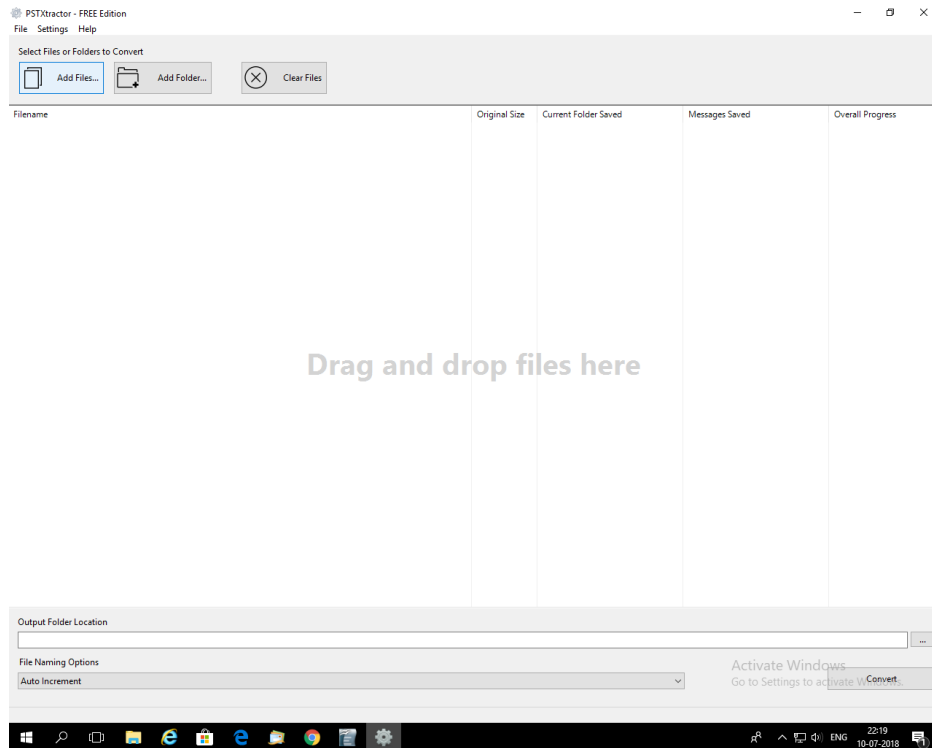 PSTXtractor - FREE Edition
File Settings Help
Select Files or Folders to Convert
Add Files... Add Folder... Clear Files
Filename Original Size Current Folder Saved Messages Saved Overall Progress
Drag and drop files here
Output Folder Location
...
File Naming Options
Auto Increment
Activate Windows
Go to Settings to activate Windows.
Convert
ENG
22:19
10-07-2018
1